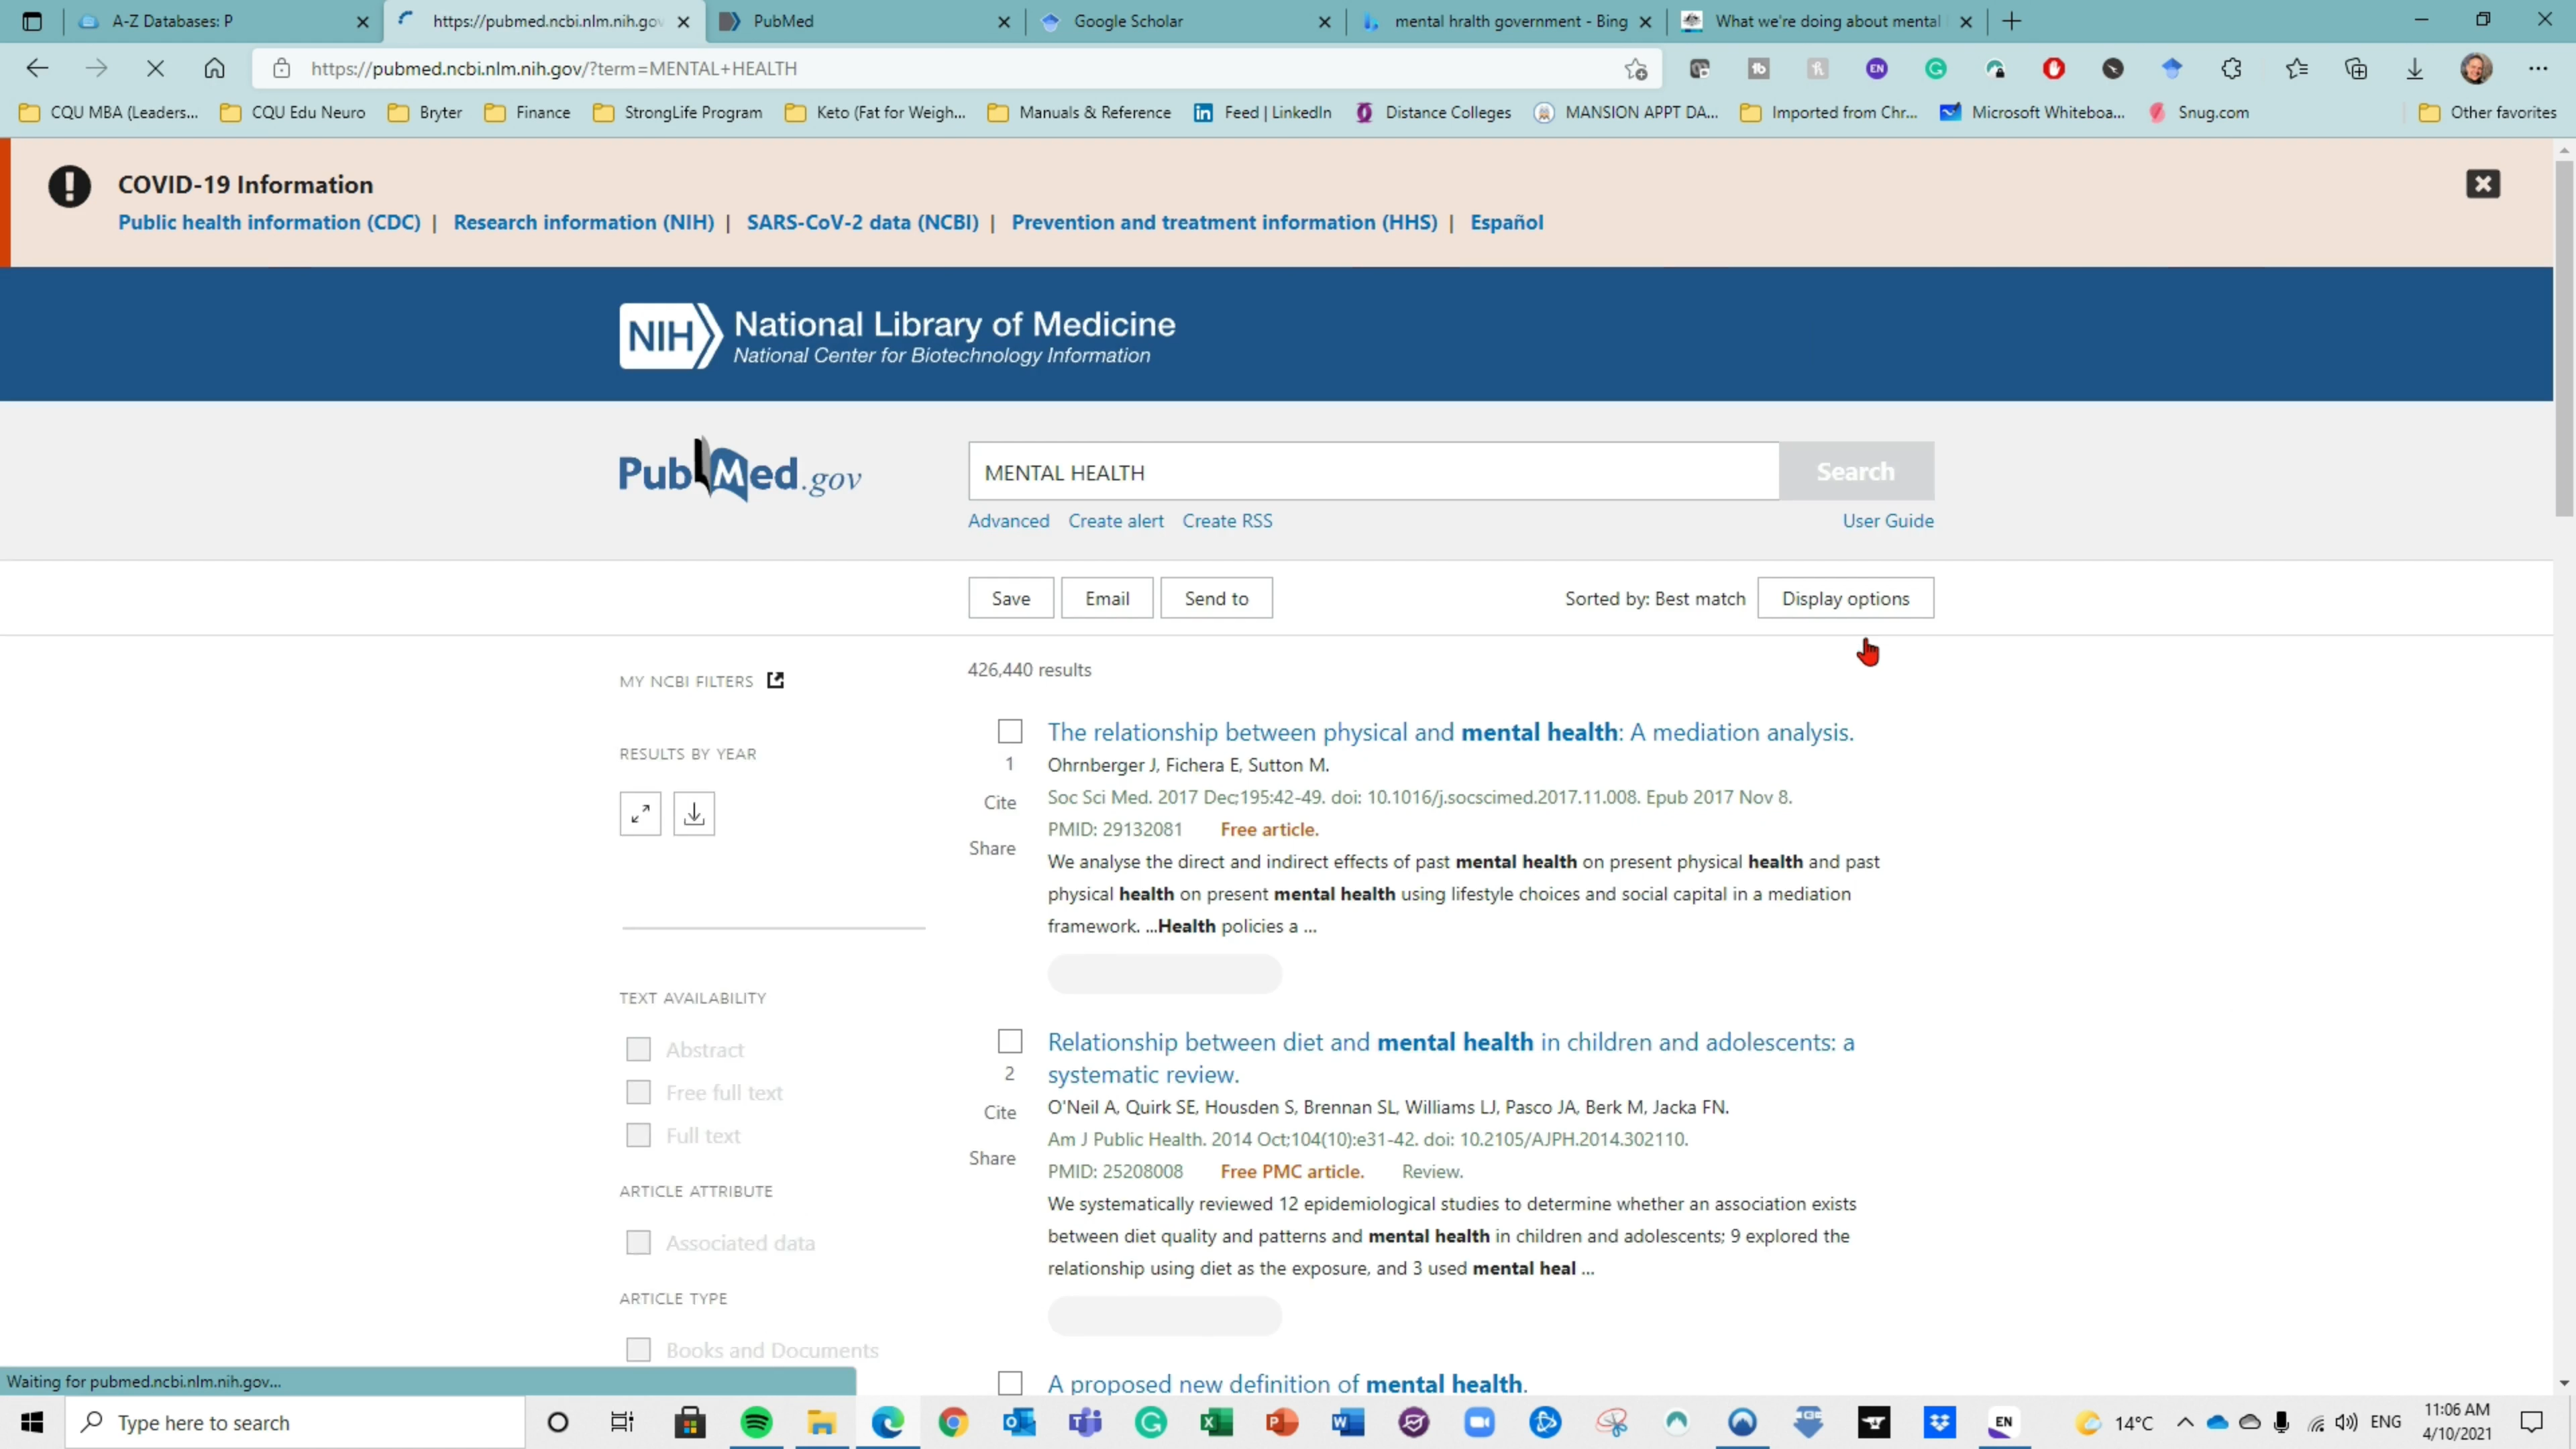 A-Z Databases: P
https://pubmed.ncbi.nlm.nih.gov
PubMed
Google Scholar
mental hralth government - Bing
What we're doing about mental
https://pubmed.ncbi.nlm.nih.gov/?term=MENTAL+HEALTH
CQU MBA (Leaders...
CQU Edu Neuro
Bryter
Finance
StrongLife Program
Keto (Fat for Weigh...
Manuals & Reference
Feed | LinkedIn
Distance Colleges
MANSION APPT DA...
Imported from Chr...
Microsoft Whiteboa...
Snug.com
Other favorites
COVID-19 Information
Public health information (CDC) | Research information (NIH) | SARS-CoV-2 data (NCBI) | Prevention and treatment information (HHS) | Español
NIH National Library of Medicine
National Center for Biotechnology Information
PubMed.gov
MENTAL HEALTH
Search
Advanced Create alert Create RSS
User Guide
Save Email Send to
Sorted by: Best match Display options
MY NCBI FILTERS
426,440 results
RESULTS BY YEAR
TEXT AVAILABILITY
Abstract
Free full text
Full text
ARTICLE ATTRIBUTE
Associated data
ARTICLE TYPE
Books and Documents
The relationship between physical and mental health: A mediation analysis.
1
Ohrnberger J, Fichera E, Sutton M.
Cite
Soc Sci Med. 2017 Dec;195:42-49. doi: 10.1016/j.socscimed.2017.11.008. Epub 2017 Nov 8.
PMID: 29132081 Free article.
Share
We analyse the direct and indirect effects of past mental health on present physical health and past
physical health on present mental health using lifestyle choices and social capital in a mediation
framework. ...Health policies a ...
Relationship between diet and mental health in children and adolescents: a
2
systematic review.
Cite
O'Neil A, Quirk SE, Housden S, Brennan SL, Williams LJ, Pasco JA, Berk M, Jacka FN.
Am J Public Health. 2014 Oct;104(10):e31-42. doi: 10.2105/AJPH.2014.302110.
Share
PMID: 25208008 Free PMC article. Review.
We systematically reviewed 12 epidemiological studies to determine whether an association exists
between diet quality and patterns and mental health in children and adolescents; 9 explored the
relationship using diet as the exposure, and 3 used mental heal ...
A proposed new definition of mental health.
Waiting for pubmed.ncbi.nlm.nih.gov...
Type here to search
EN
14°C
ENG
11:06 AM
4/10/2021